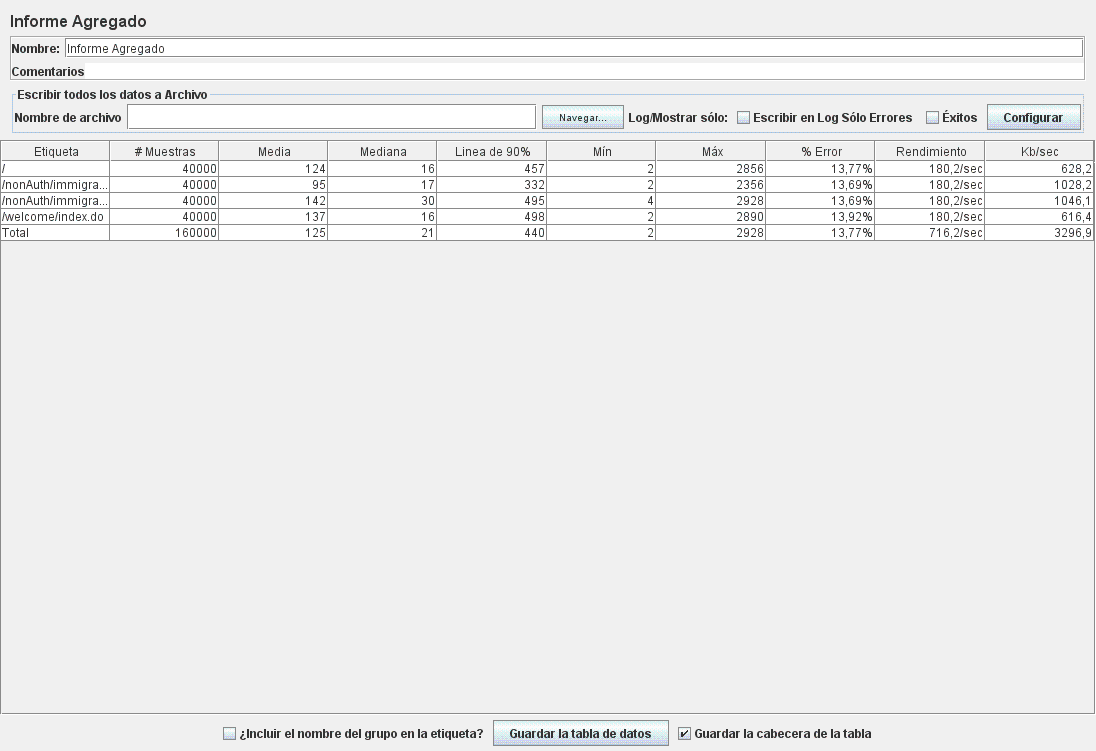 Informe Agregado
Nombre: Informe Agregado
Comentarios
Escribir todos los datos a Archivo
Nombre de archivo Navegar... Log/Mostrar sólo: Escribir en Log Sólo Errores Éxitos Configurar
Etiqueta # Muestras Media Mediana Linea de 90% Mín Máx % Error Rendimiento Kb/sec
/ 40000 124 16 457 2 2856 13,77% 180,2/sec 628,2
/nonAuth/immigra... 40000 95 17 332 2 2356 13,69% 180,2/sec 1028,2
/nonAuth/immigra... 40000 142 30 495 4 2928 13,69% 180,2/sec 1046,1
/welcome/index.do 40000 137 16 498 2 2890 13,92% 180,2/sec 616,4
Total 160000 125 21 440 2 2928 13,77% 716,2/sec 3296,9
¿Incluir el nombre del grupo en la etiqueta? Guardar la tabla de datos Guardar la cabecera de la tabla